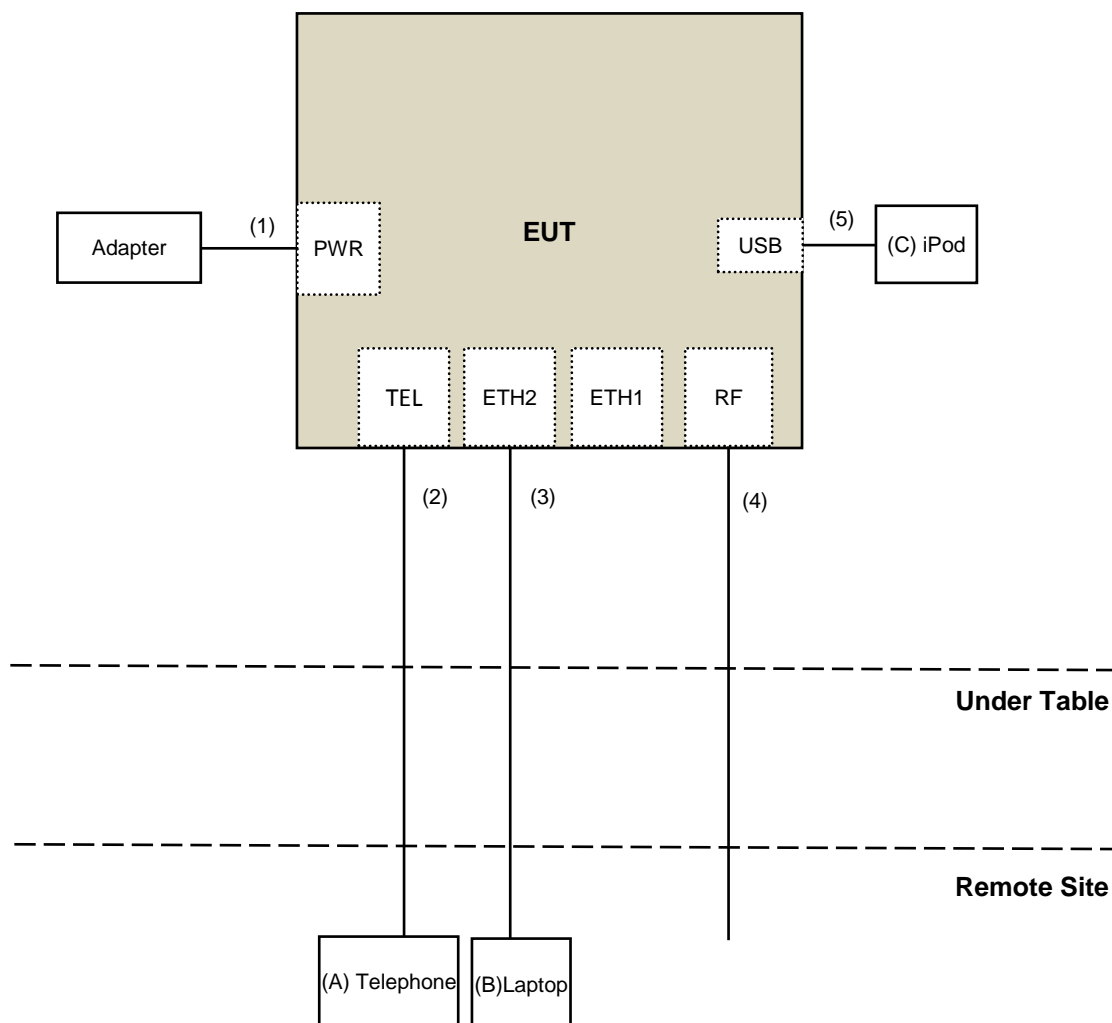 (1)
EUT
(5)
Adapter
PWR
USB
(C) iPod
TEL
ETH2
ETH1
RF
(2)
(3)
(4)
Under Table
Remote Site
(A) Telephone
(B)Laptop